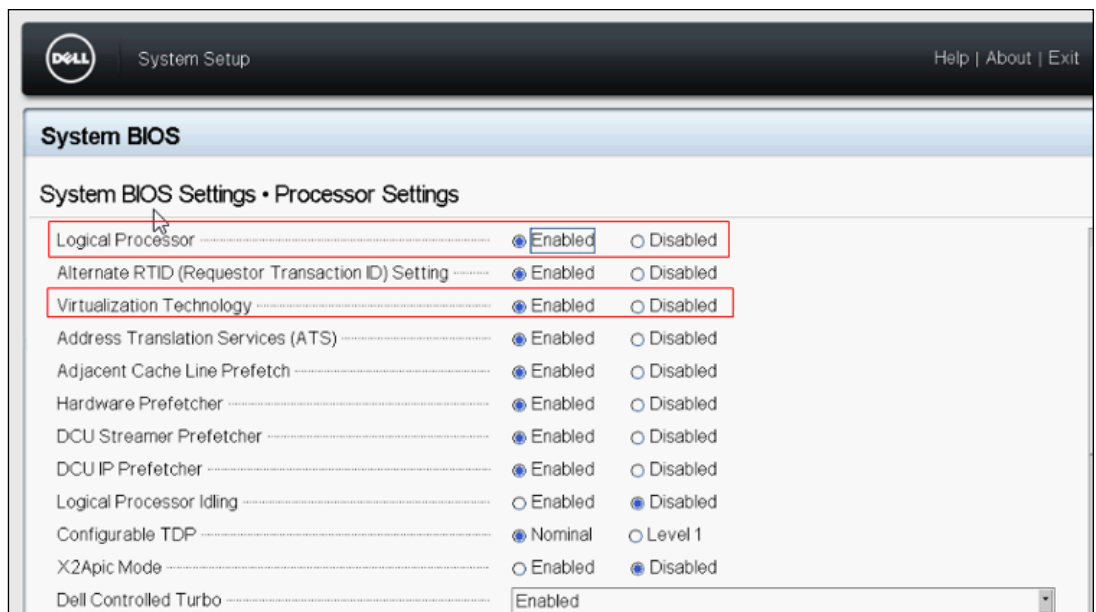 DELL System Setup Help | About | Exit
System BIOS
System BIOS Settings • Processor Settings
Logical Processor Enabled Disabled
Alternate RTID (Requestor Transaction ID) Setting Enabled Disabled
Virtualization Technology Enabled Disabled
Address Translation Services (ATS) Enabled Disabled
Adjacent Cache Line Prefetch Enabled Disabled
Hardware Prefetcher Enabled Disabled
DCU Streamer Prefetcher Enabled Disabled
DCU IP Prefetcher Enabled Disabled
Logical Processor Idling Enabled Disabled
Configurable TDP Nominal Level 1
X2Apic Mode Enabled Disabled
Dell Controlled Turbo Enabled